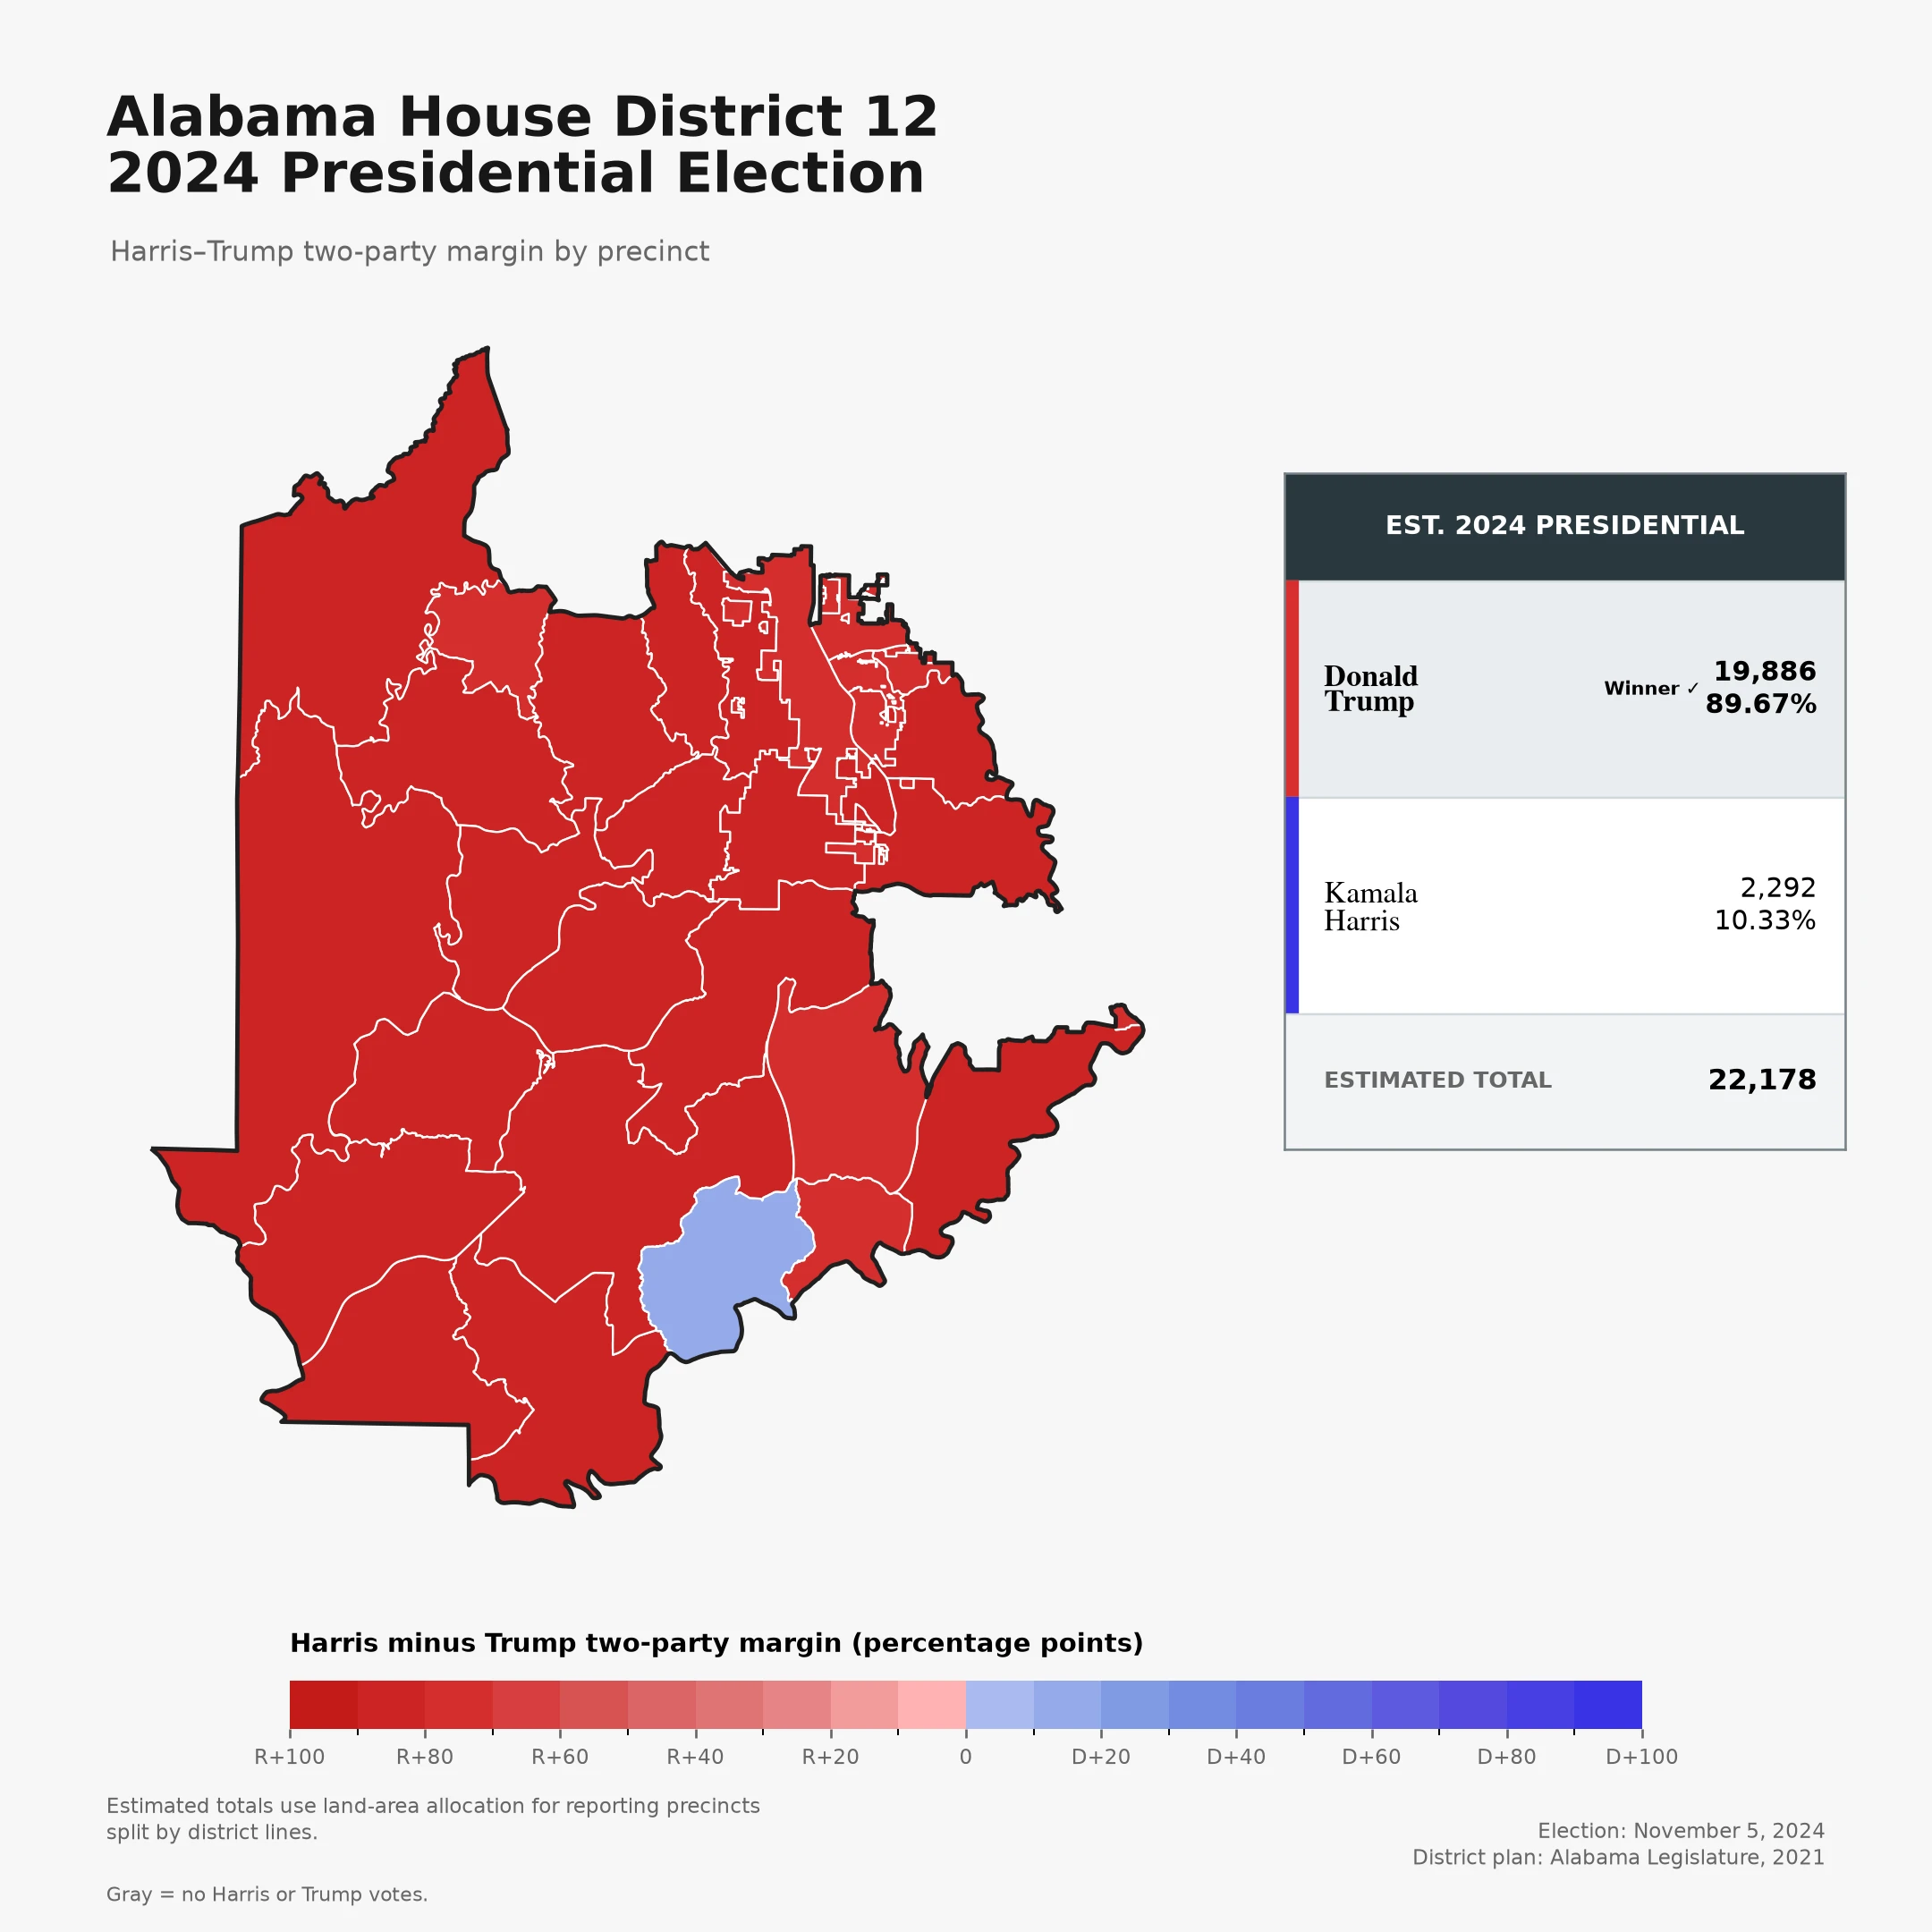 Alabama House District 12
2024 Presidential Election
Harris–Trump two-party margin by precinct
EST. 2024 PRESIDENTIAL
Donald
Trump
Winner ✓
19,886
89.67%
Kamala
Harris
2,292
10.33%
ESTIMATED TOTAL
22,178
Harris minus Trump two-party margin (percentage points)
R+100 R+80 R+60 R+40 R+20 0 D+20 D+40 D+60 D+80 D+100
Estimated totals use land-area allocation for reporting precincts
split by district lines.
Gray = no Harris or Trump votes.
Election: November 5, 2024
District plan: Alabama Legislature, 2021